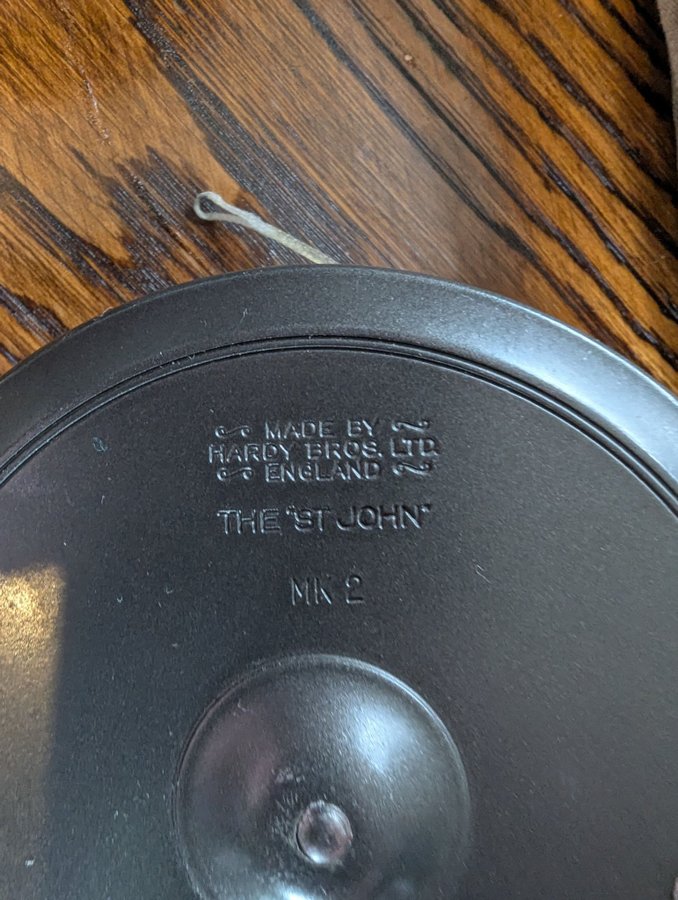 MADE BY
HARDY BROS. LTD.
ENGLAND
THE "ST JOHN"
MK 2